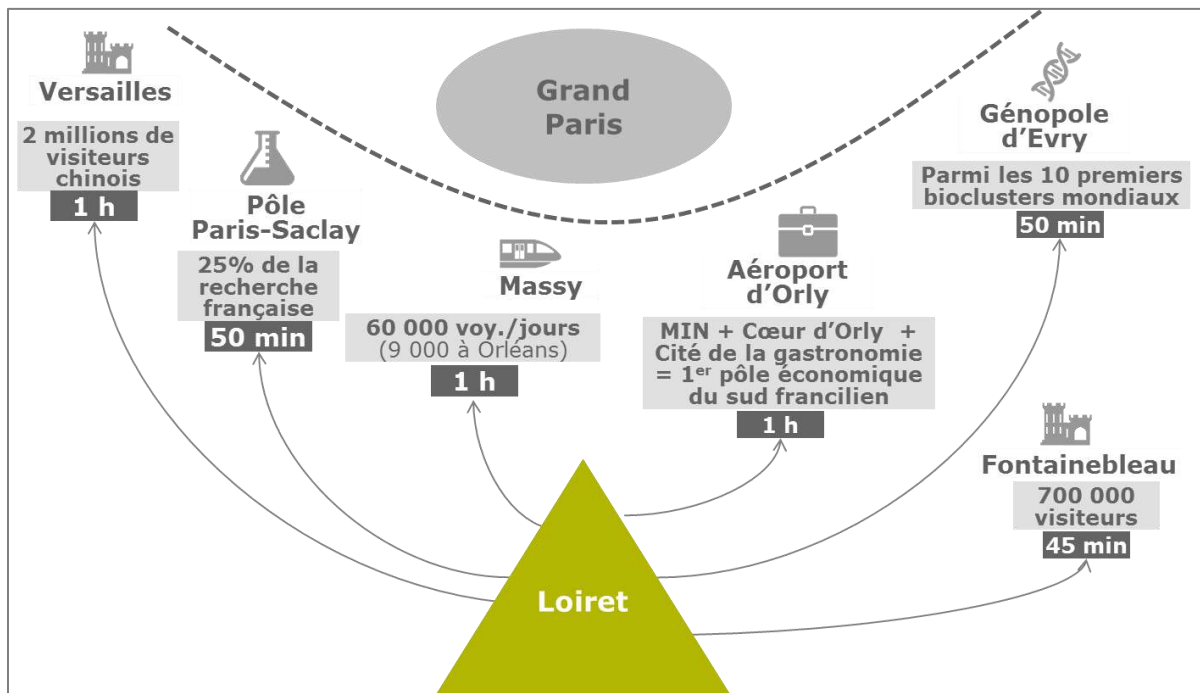 Grand
Paris
Versailles
2 millions de
visiteurs
chinois
1 h
Pôle
Paris-Saclay
25% de la
recherche
française
50 min
Massy
60 000 voy./jours
(9 000 à Orléans)
1 h
Aéroport
d’Orly
MIN + Cœur d’Orly +
Cité de la gastronomie
= 1er pôle économique
du sud francilien
1 h
Génopole
d’Evry
Parmi les 10 premiers
bioclusters mondiaux
50 min
Fontainebleau
700 000
visiteurs
45 min
Loiret